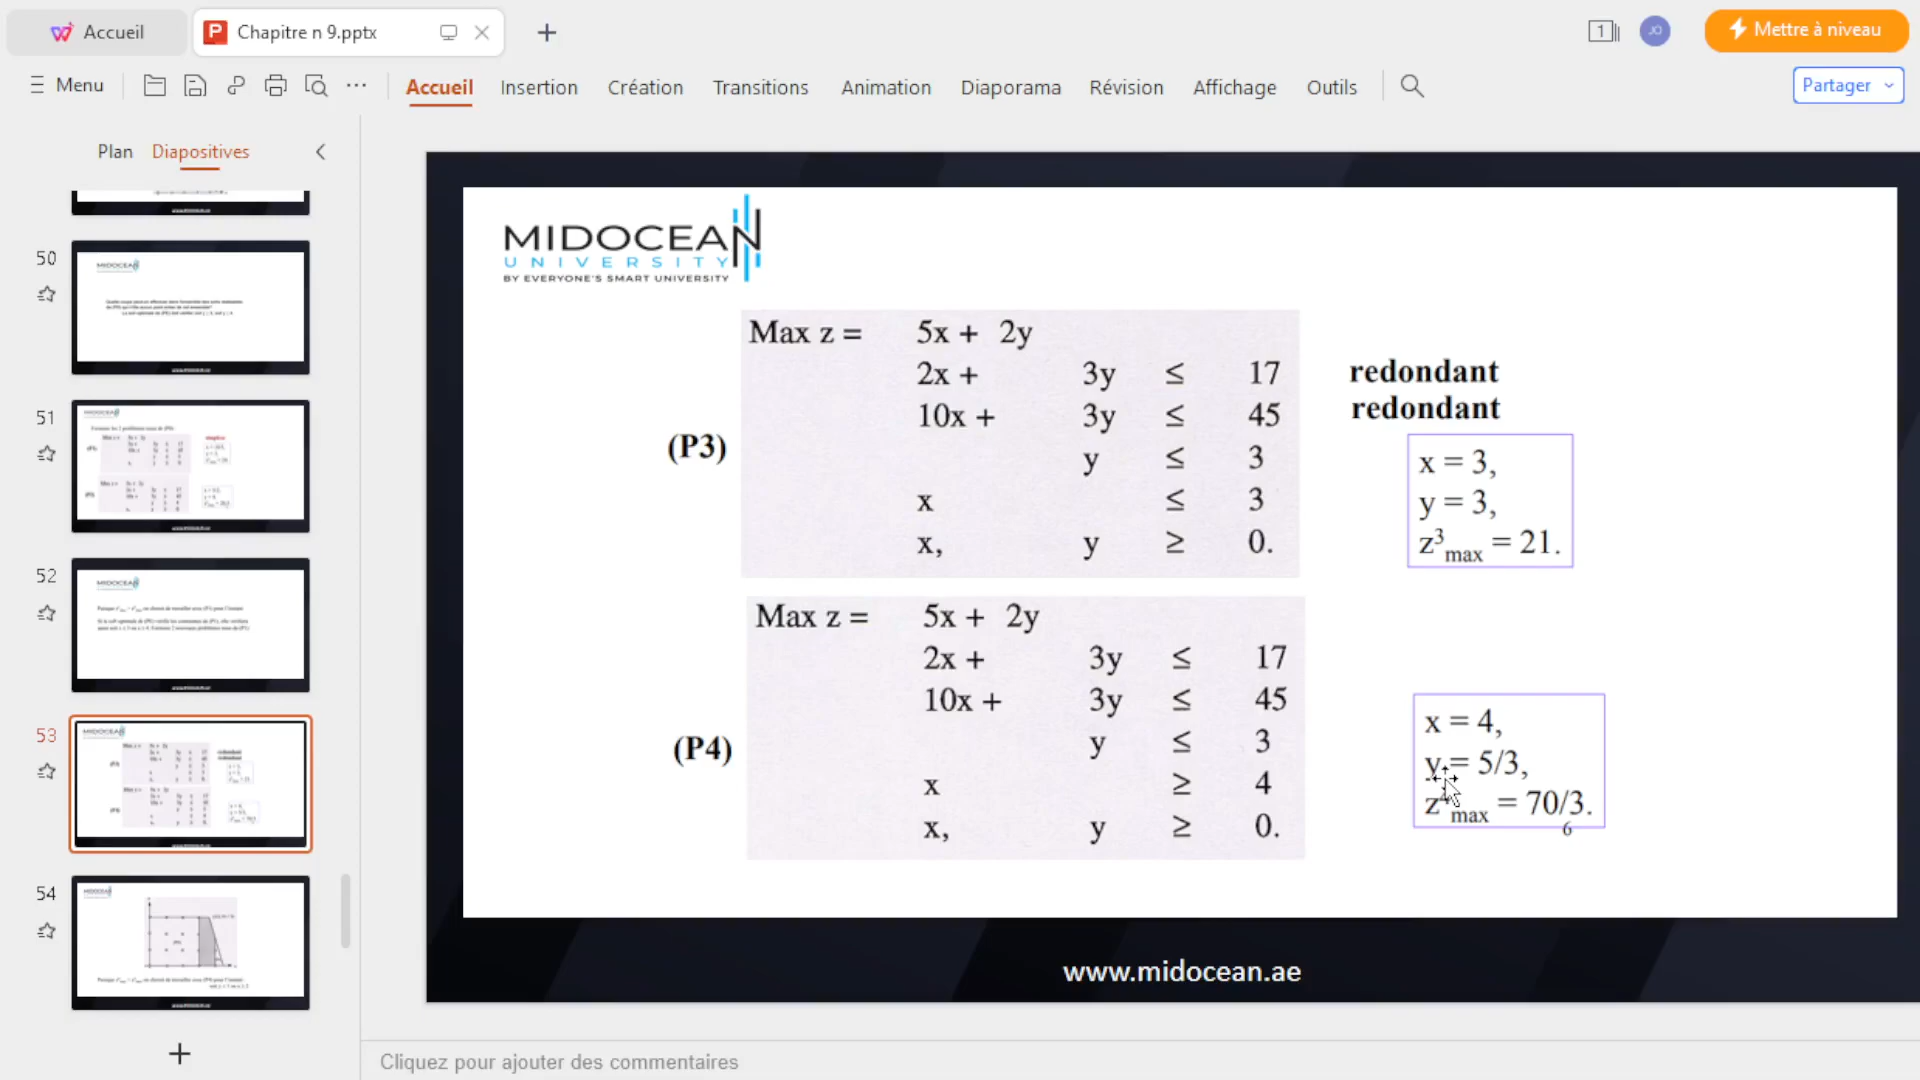 Accueil
Chapitre n 9.pptx
1
JO
Mettre à niveau
Menu
Accueil
Insertion
Création
Transitions
Animation
Diaporama
Révision
Affichage
Outils
Partager
Plan
Diapositives
50
51
52
53
54
MIDOCEAN
UNIVERSITY
BY EVERYONE'S SMART UNIVERSITY
Max z = 5x + 2y
2x + 3y ≤ 17 redondant
10x + 3y ≤ 45 redondant
(P3)
y ≤ 3
x ≤ 3
x, y ≥ 0.
x = 3,
y = 3,
z³max = 21.
Max z = 5x + 2y
2x + 3y ≤ 17
10x + 3y ≤ 45
(P4)
y ≤ 3
x ≥ 4
x, y ≥ 0.
x = 4,
y = 5/3,
z⁴max = 70/3.
6
www.midocean.ae
Cliquez pour ajouter des commentaires